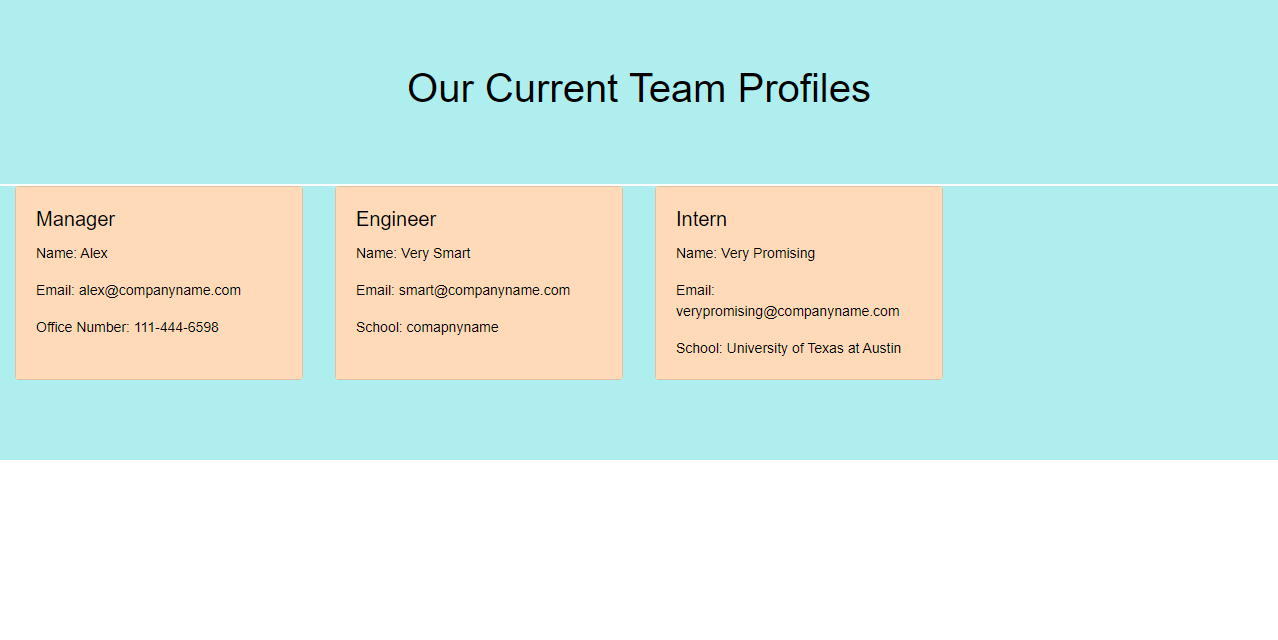 Our Current Team Profiles
Manager
Name: Alex
Email: alex@companyname.com
Office Number: 111-444-6598
Engineer
Name: Very Smart
Email: smart@companyname.com
School: comapnyname
Intern
Name: Very Promising
Email:
verypromising@companyname.com
School: University of Texas at Austin